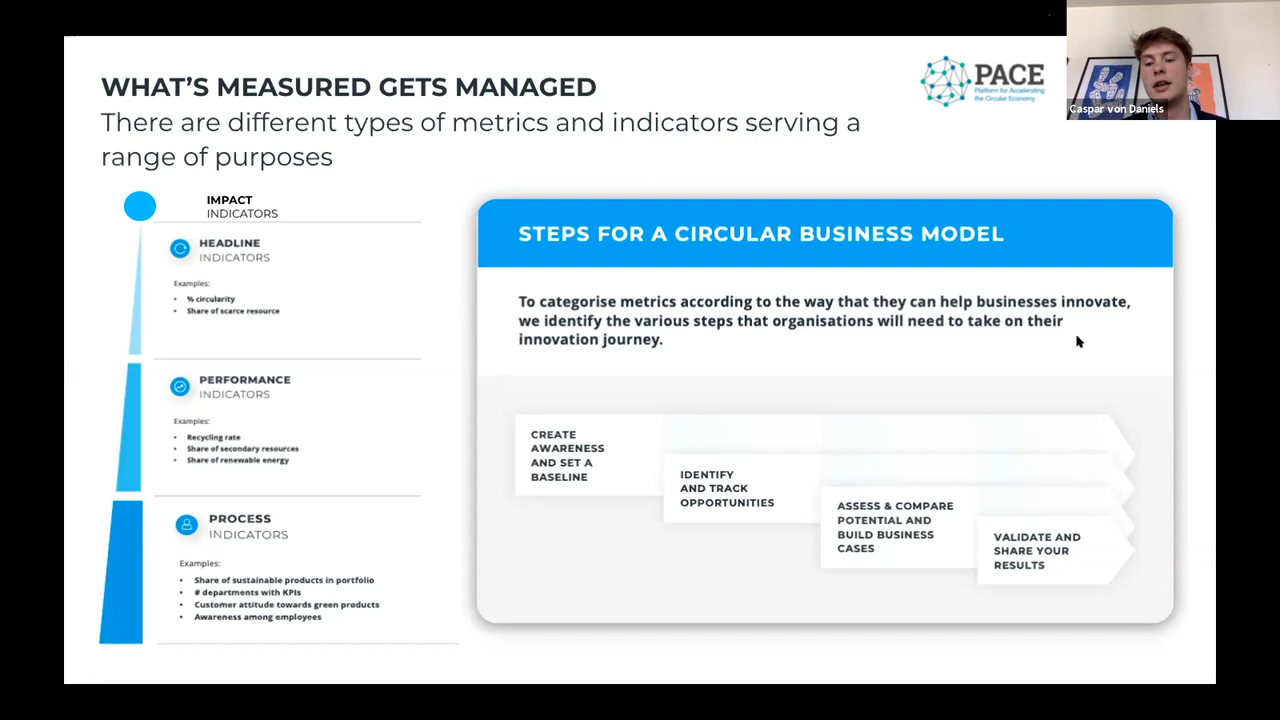 WHAT'S MEASURED GETS MANAGED
There are different types of metrics and indicators serving a
range of purposes
PACE
Platform for Accelerating
the Circular Economy
Caspar von Daniels
IMPACT
INDICATORS
HEADLINE
INDICATORS
Examples:
• % circularity
• Share of scarce resource
PERFORMANCE
INDICATORS
Examples:
• Recycling rate
• Share of secondary resources
• Share of renewable energy
PROCESS
INDICATORS
Examples:
• Share of sustainable products in portfolio
• # departments with KPIs
• Customer attitude towards green products
• Awareness among employees
STEPS FOR A CIRCULAR BUSINESS MODEL
To categorise metrics according to the way that they can help businesses innovate,
we identify the various steps that organisations will need to take on their
innovation journey.
CREATE
AWARENESS
AND SET A
BASELINE
IDENTIFY
AND TRACK
OPPORTUNITIES
ASSESS & COMPARE
POTENTIAL AND
BUILD BUSINESS
CASES
VALIDATE AND
SHARE YOUR
RESULTS